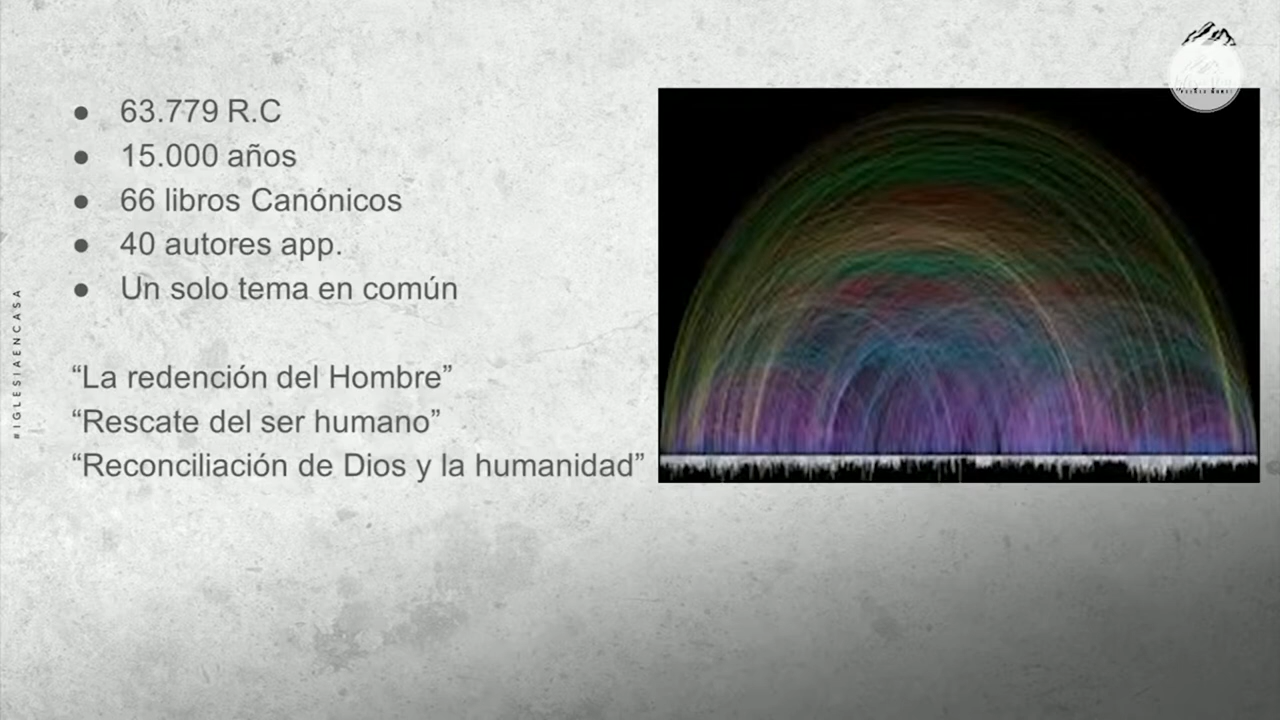 ● 63.779 R.C
● 15.000 años
● 66 libros Canónicos
● 40 autores app.
● Un solo tema en común
“La redención del Hombre”
“Rescate del ser humano”
“Reconciliación de Dios y la humanidad”
#IGLESIAENCASA